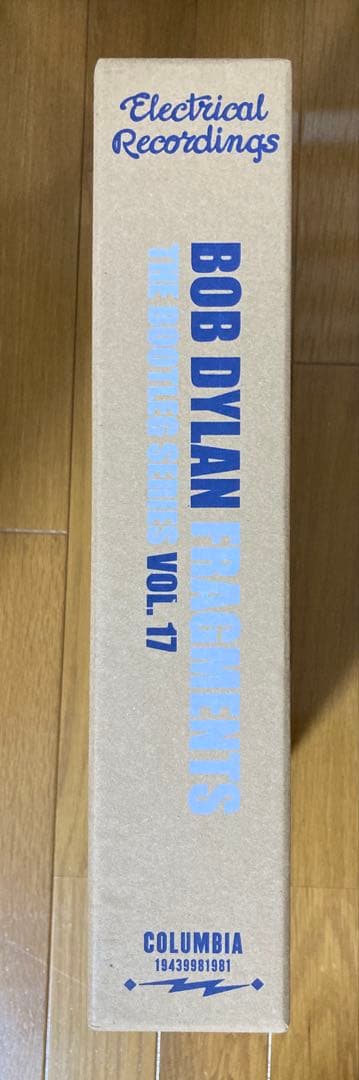 Electrical
Recordings
BOB DYLAN FRAGMENTS
THE BOOTLEG SERIES VOL. 17
COLUMBIA
19439981981